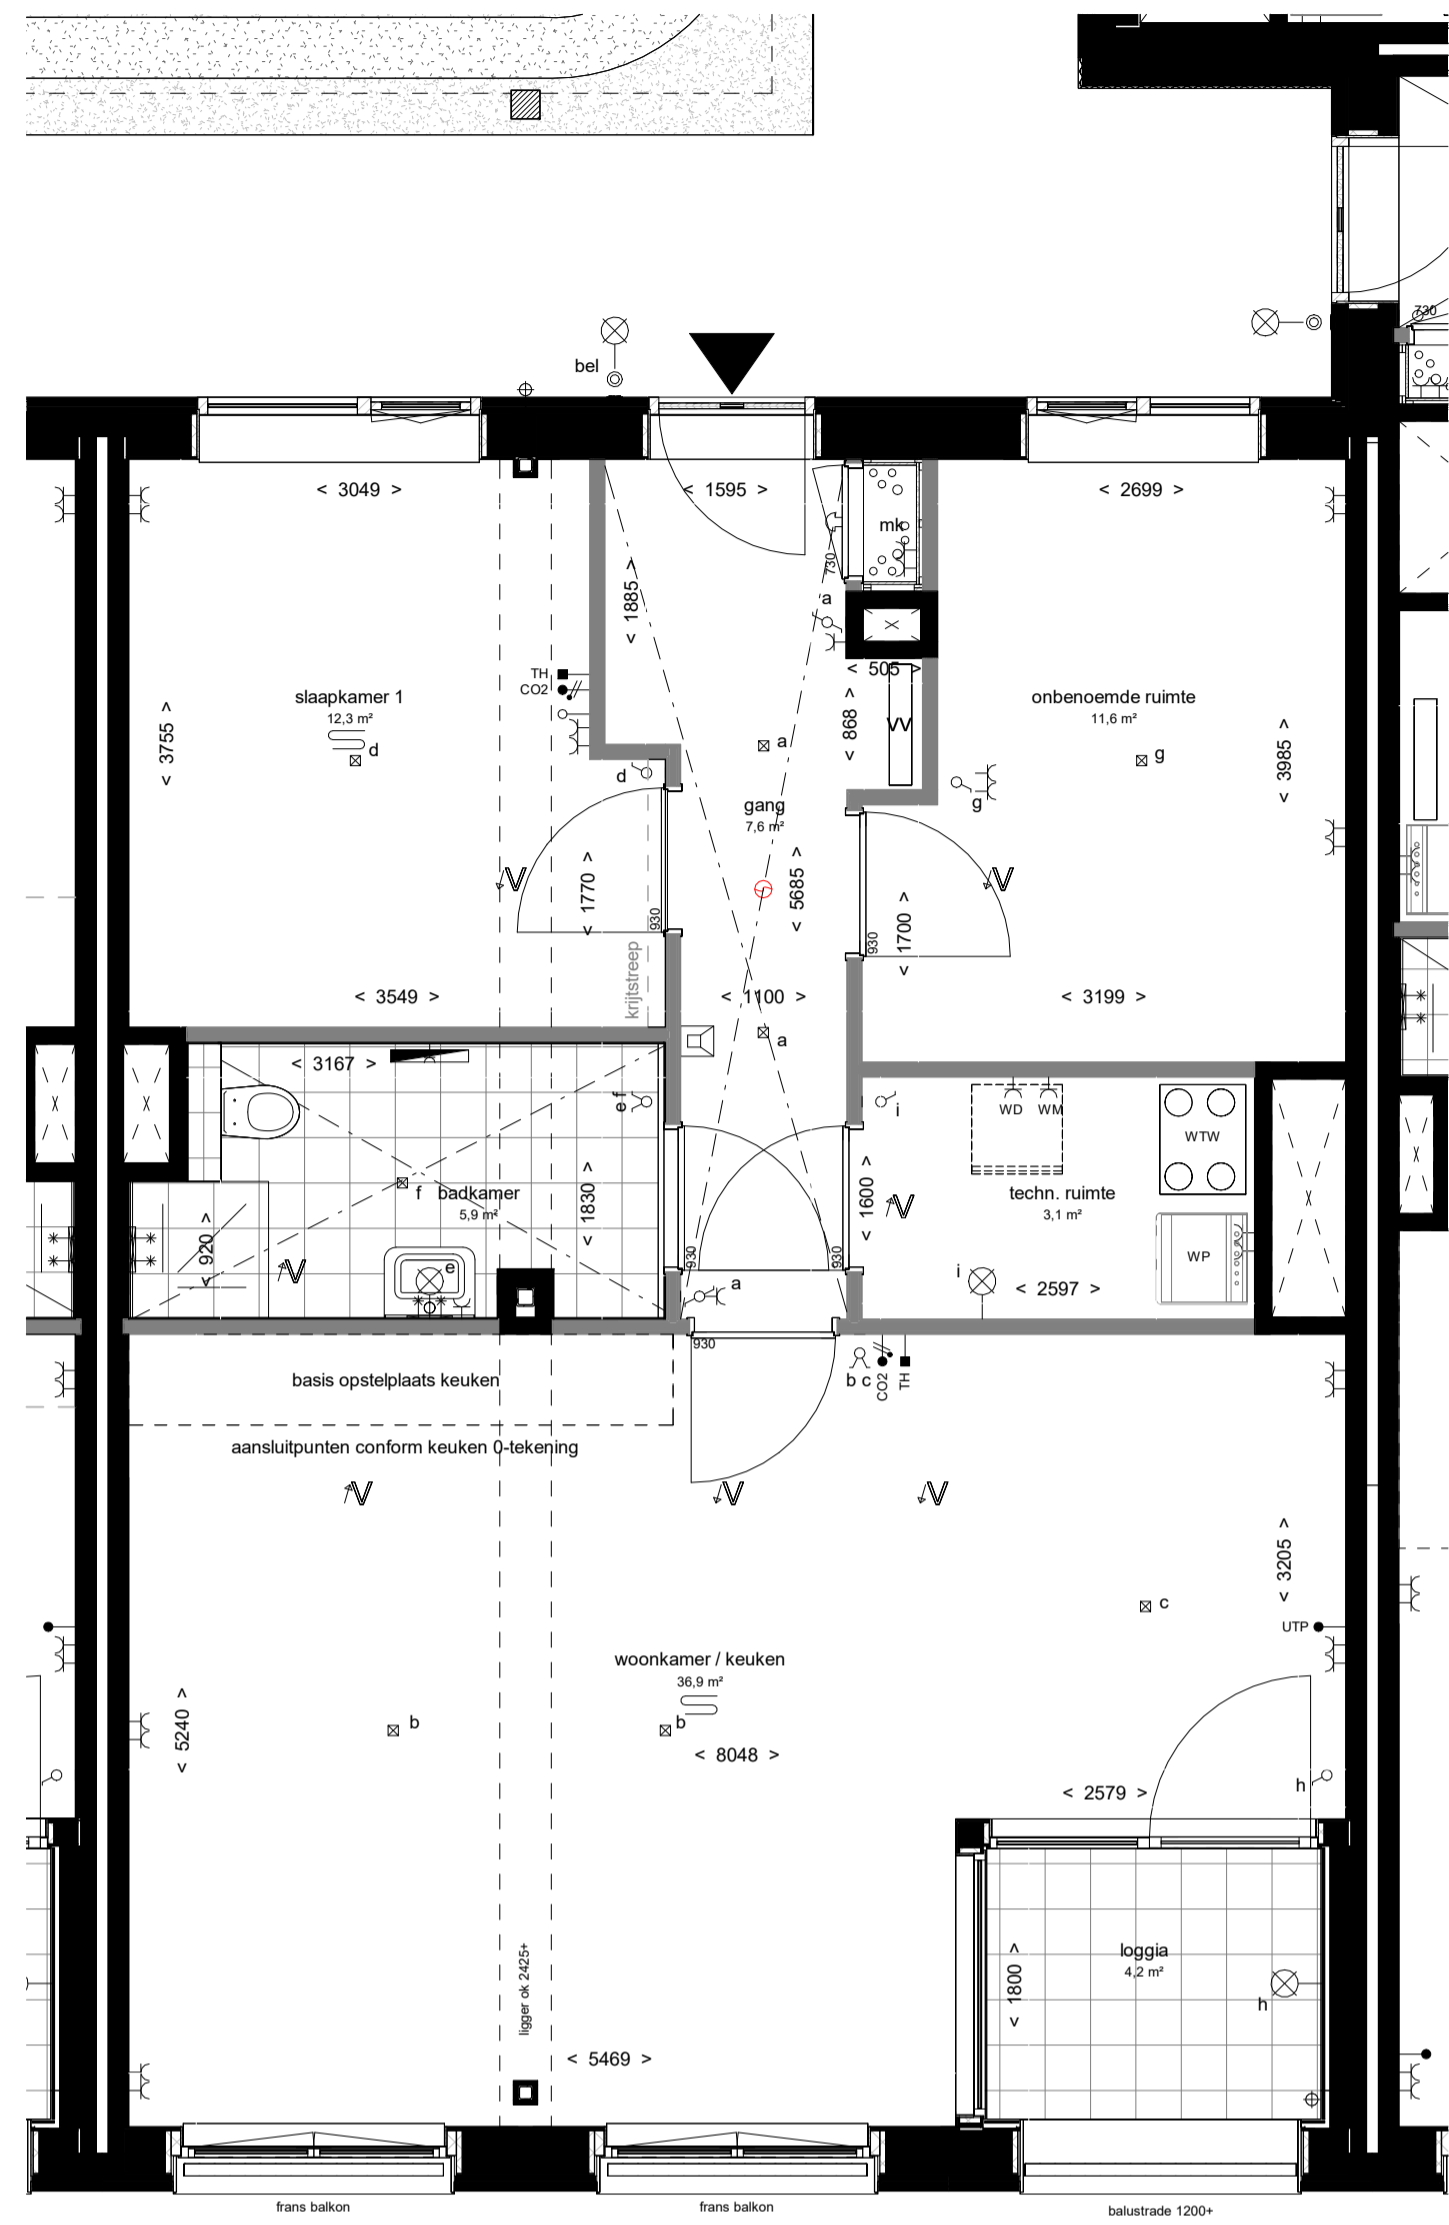 730
bel
< 3049 >
< 1595 >
< 2699 >
mk
730
< 1885 >
a
< 505 >
TH
CO2
slaapkamer 1
12,3 m²
d
< 3755 >
< 868 >
VV
onbenoemde ruimte
11,6 m²
g
< 3985 >
a
d
g
gang
7,6 m²
V
< 1770 >
930
< 5685 >
930
< 1700 >
V
krijtstreep
< 3549 >
< 1100 >
< 3199 >
a
< 3167 >
e f
i
WD
WM
WTW
f
badkamer
5,9 m²
< 1830 >
< 1600 >
V
techn. ruimte
3,1 m²
< 920 >
V
e
930
930
WP
a
i
< 2597 >
930
basis opstelplaats keuken
b c
CO2
TH
aansluitpunten conform keuken 0-tekening
V
V
V
< 3205 >
c
UTP
woonkamer / keuken
36,9 m²
< 5240 >
b
b
< 8048 >
< 2579 >
h
ligger ok 2425+
loggia
4,2 m²
< 1800 >
h
< 5469 >
frans balkon
frans balkon
balustrade 1200+